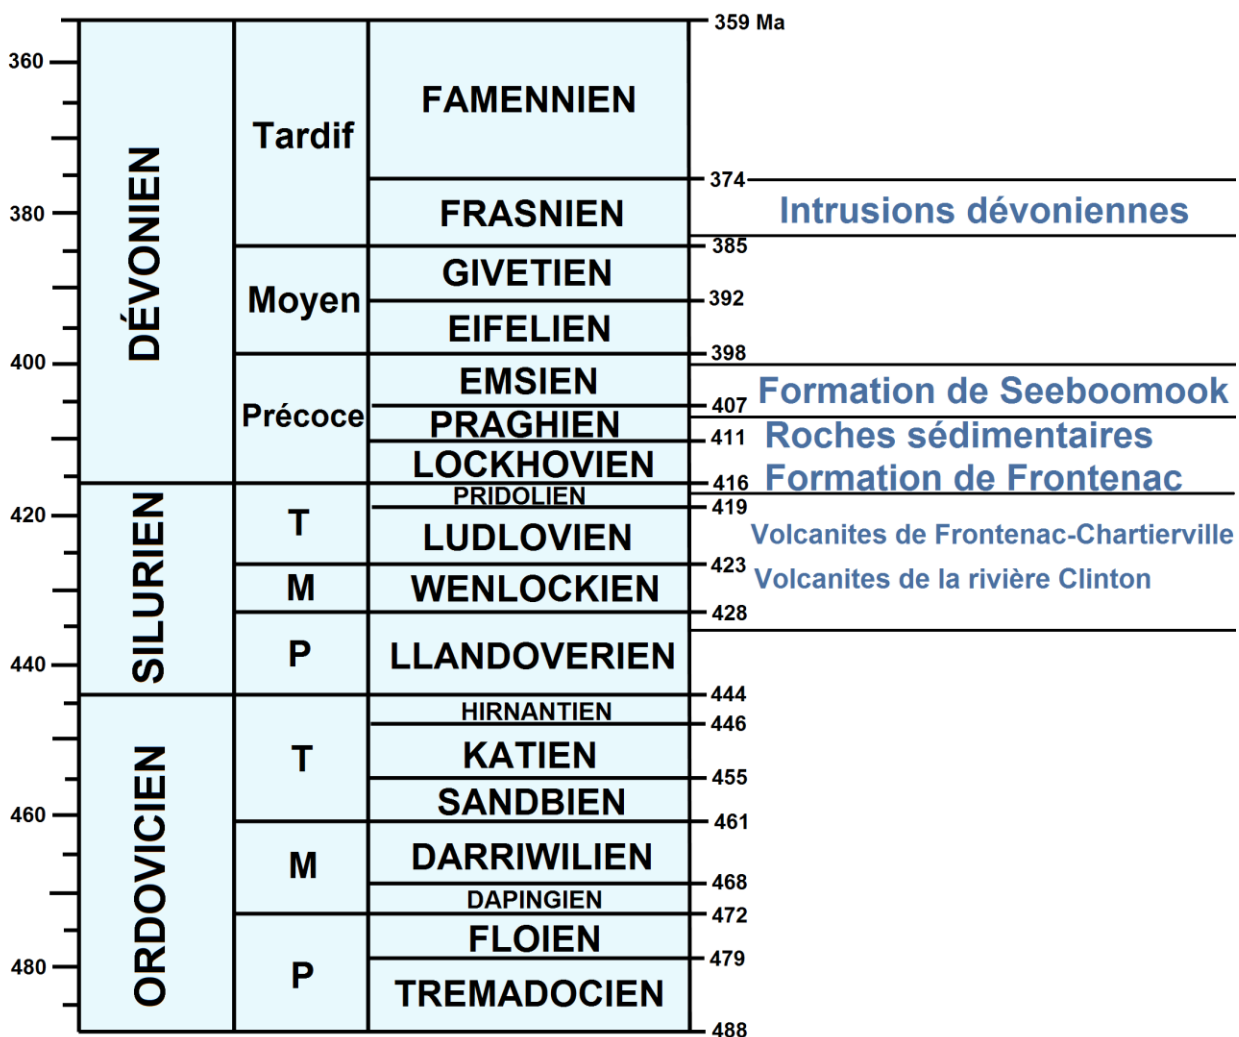 359 Ma
360
FAMENNIEN
Tardif
374
Intrusions dévoniennes
380
FRASNIEN
385
DÉVONIEN
GIVETIEN
Moyen
392
EIFELIEN
398
400
EMSIEN
Formation de Seeboomook
407
Précoce
PRAGHIEN
411
Roches sédimentaires
LOCKHOVIEN
Formation de Frontenac
416
PRIDOLIEN
419
420
T
LUDLOVIEN
Volcanites de Frontenac-Chartierville
423
SILURIEN
M
WENLOCKIEN
Volcanites de la rivière Clinton
428
P
LLANDOVERIEN
440
444
HIRNANTIEN
446
T
KATIEN
455
SANDBIEN
460
461
ORDOVICIEN
M
DARRIWILIEN
468
DAPINGIEN
472
FLOIEN
479
480
P
TREMADOCIEN
488